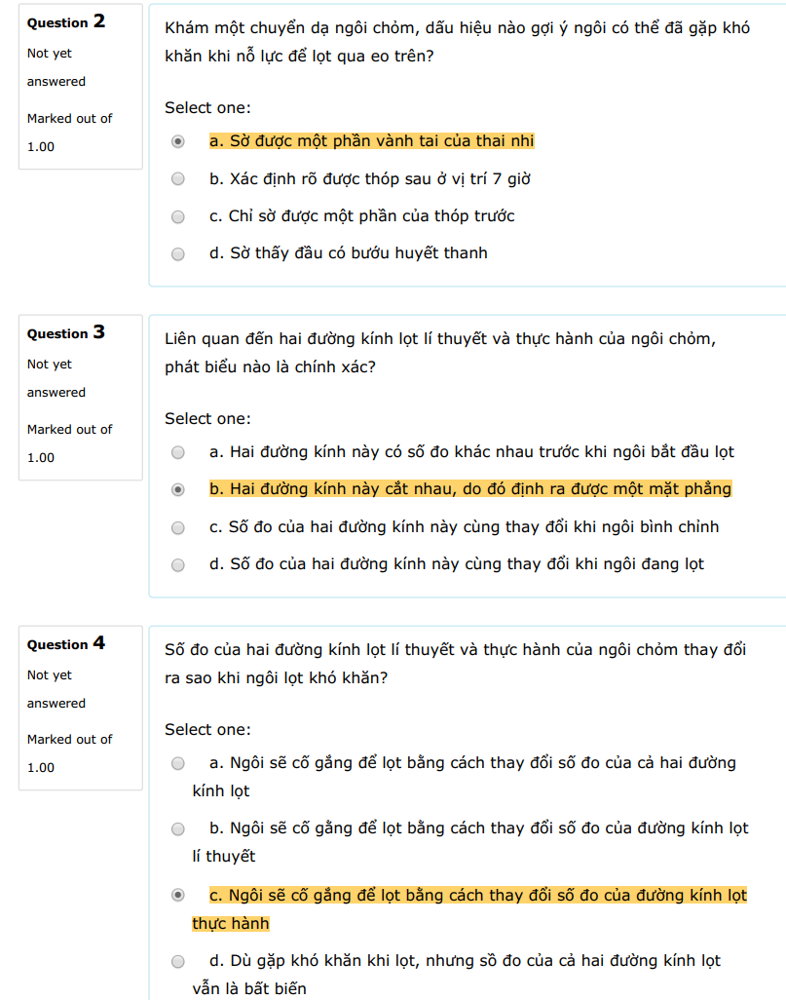 Question 2
Not yet
answered
Marked out of
1.00
Khám một chuyển dạ ngôi chỏm, dấu hiệu nào gợi ý ngôi có thể đã gặp khó
khăn khi nỗ lực để lọt qua eo trên?
Select one:
a. Sờ được một phần vành tai của thai nhi
b. Xác định rõ được thóp sau ở vị trí 7 giờ
c. Chỉ sờ được một phần của thóp trước
d. Sờ thấy đầu có bướu huyết thanh
Question 3
Not yet
answered
Marked out of
1.00
Liên quan đến hai đường kính lọt lí thuyết và thực hành của ngôi chỏm,
phát biểu nào là chính xác?
Select one:
a. Hai đường kính này có số đo khác nhau trước khi ngôi bắt đầu lọt
b. Hai đường kính này cắt nhau, do đó định ra được một mặt phẳng
c. Số đo của hai đường kính này cùng thay đổi khi ngôi bình chỉnh
d. Số đo của hai đường kính này cùng thay đổi khi ngôi đang lọt
Question 4
Not yet
answered
Marked out of
1.00
Số đo của hai đường kính lọt lí thuyết và thực hành của ngôi chỏm thay đổi
ra sao khi ngôi lọt khó khăn?
Select one:
a. Ngôi sẽ cố gắng để lọt bằng cách thay đổi số đo của cả hai đường
kính lọt
b. Ngôi sẽ cố gằng để lọt bằng cách thay đổi số đo của đường kính lọt
lí thuyết
c. Ngôi sẽ cố gắng để lọt bằng cách thay đổi số đo của đường kính lọt
thực hành
d. Dù gặp khó khăn khi lọt, nhưng sồ đo của cả hai đường kính lọt
vẫn là bất biến